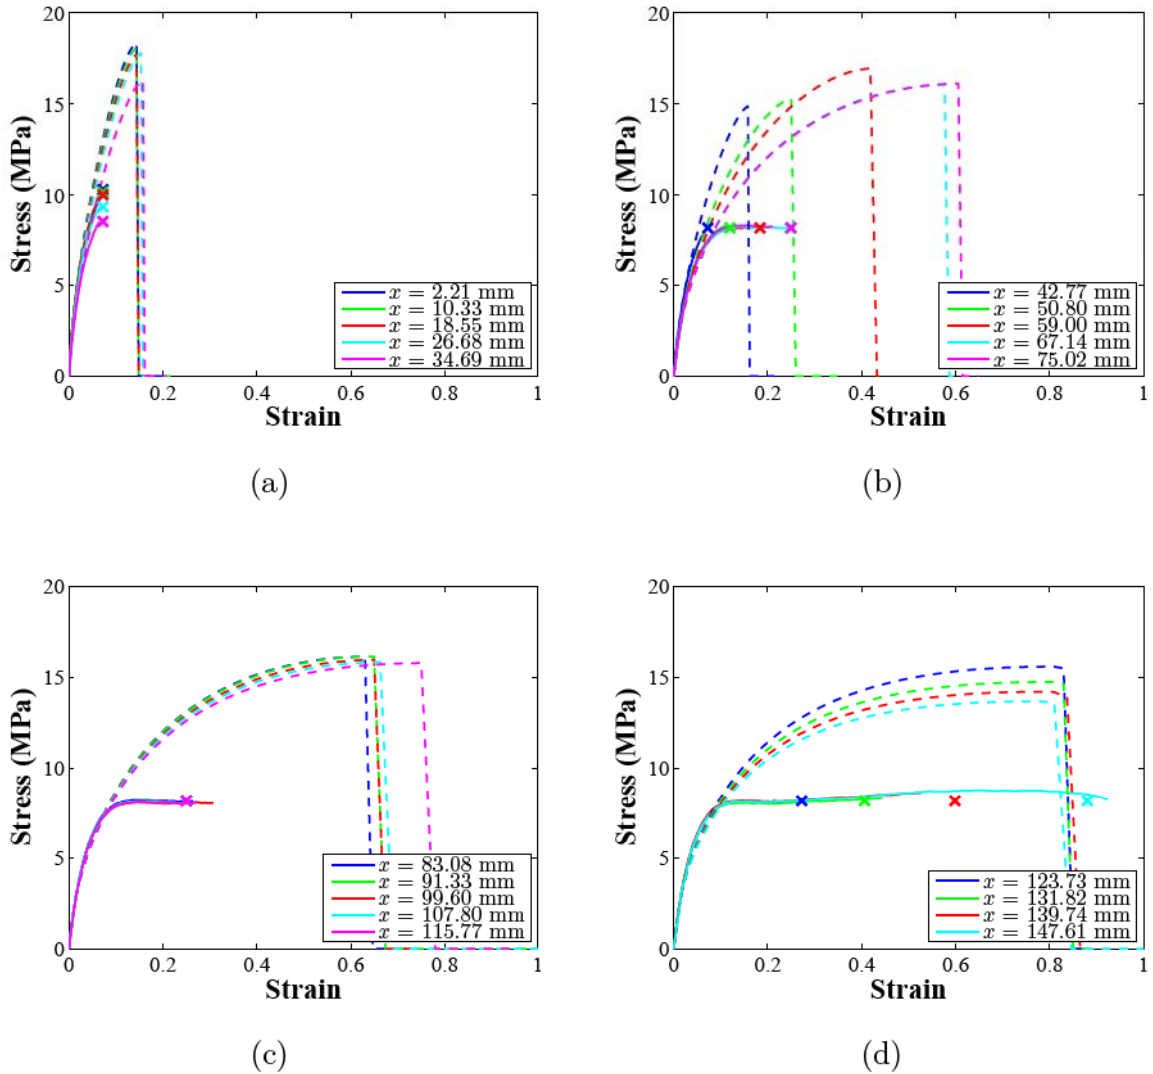 20
15
10
5
0
0
0.2
0.4
0.6
0.8
1
Stress (MPa)
Strain
x = 2.21 mm
x = 10.33 mm
x = 18.55 mm
x = 26.68 mm
x = 34.69 mm
(a)
20
15
10
5
0
0
0.2
0.4
0.6
0.8
1
Stress (MPa)
Strain
x = 42.77 mm
x = 50.80 mm
x = 59.00 mm
x = 67.14 mm
x = 75.02 mm
(b)
20
15
10
5
0
0
0.2
0.4
0.6
0.8
1
Stress (MPa)
Strain
x = 83.08 mm
x = 91.33 mm
x = 99.60 mm
x = 107.80 mm
x = 115.77 mm
(c)
20
15
10
5
0
0
0.2
0.4
0.6
0.8
1
Stress (MPa)
Strain
x = 123.73 mm
x = 131.82 mm
x = 139.74 mm
x = 147.61 mm
(d)